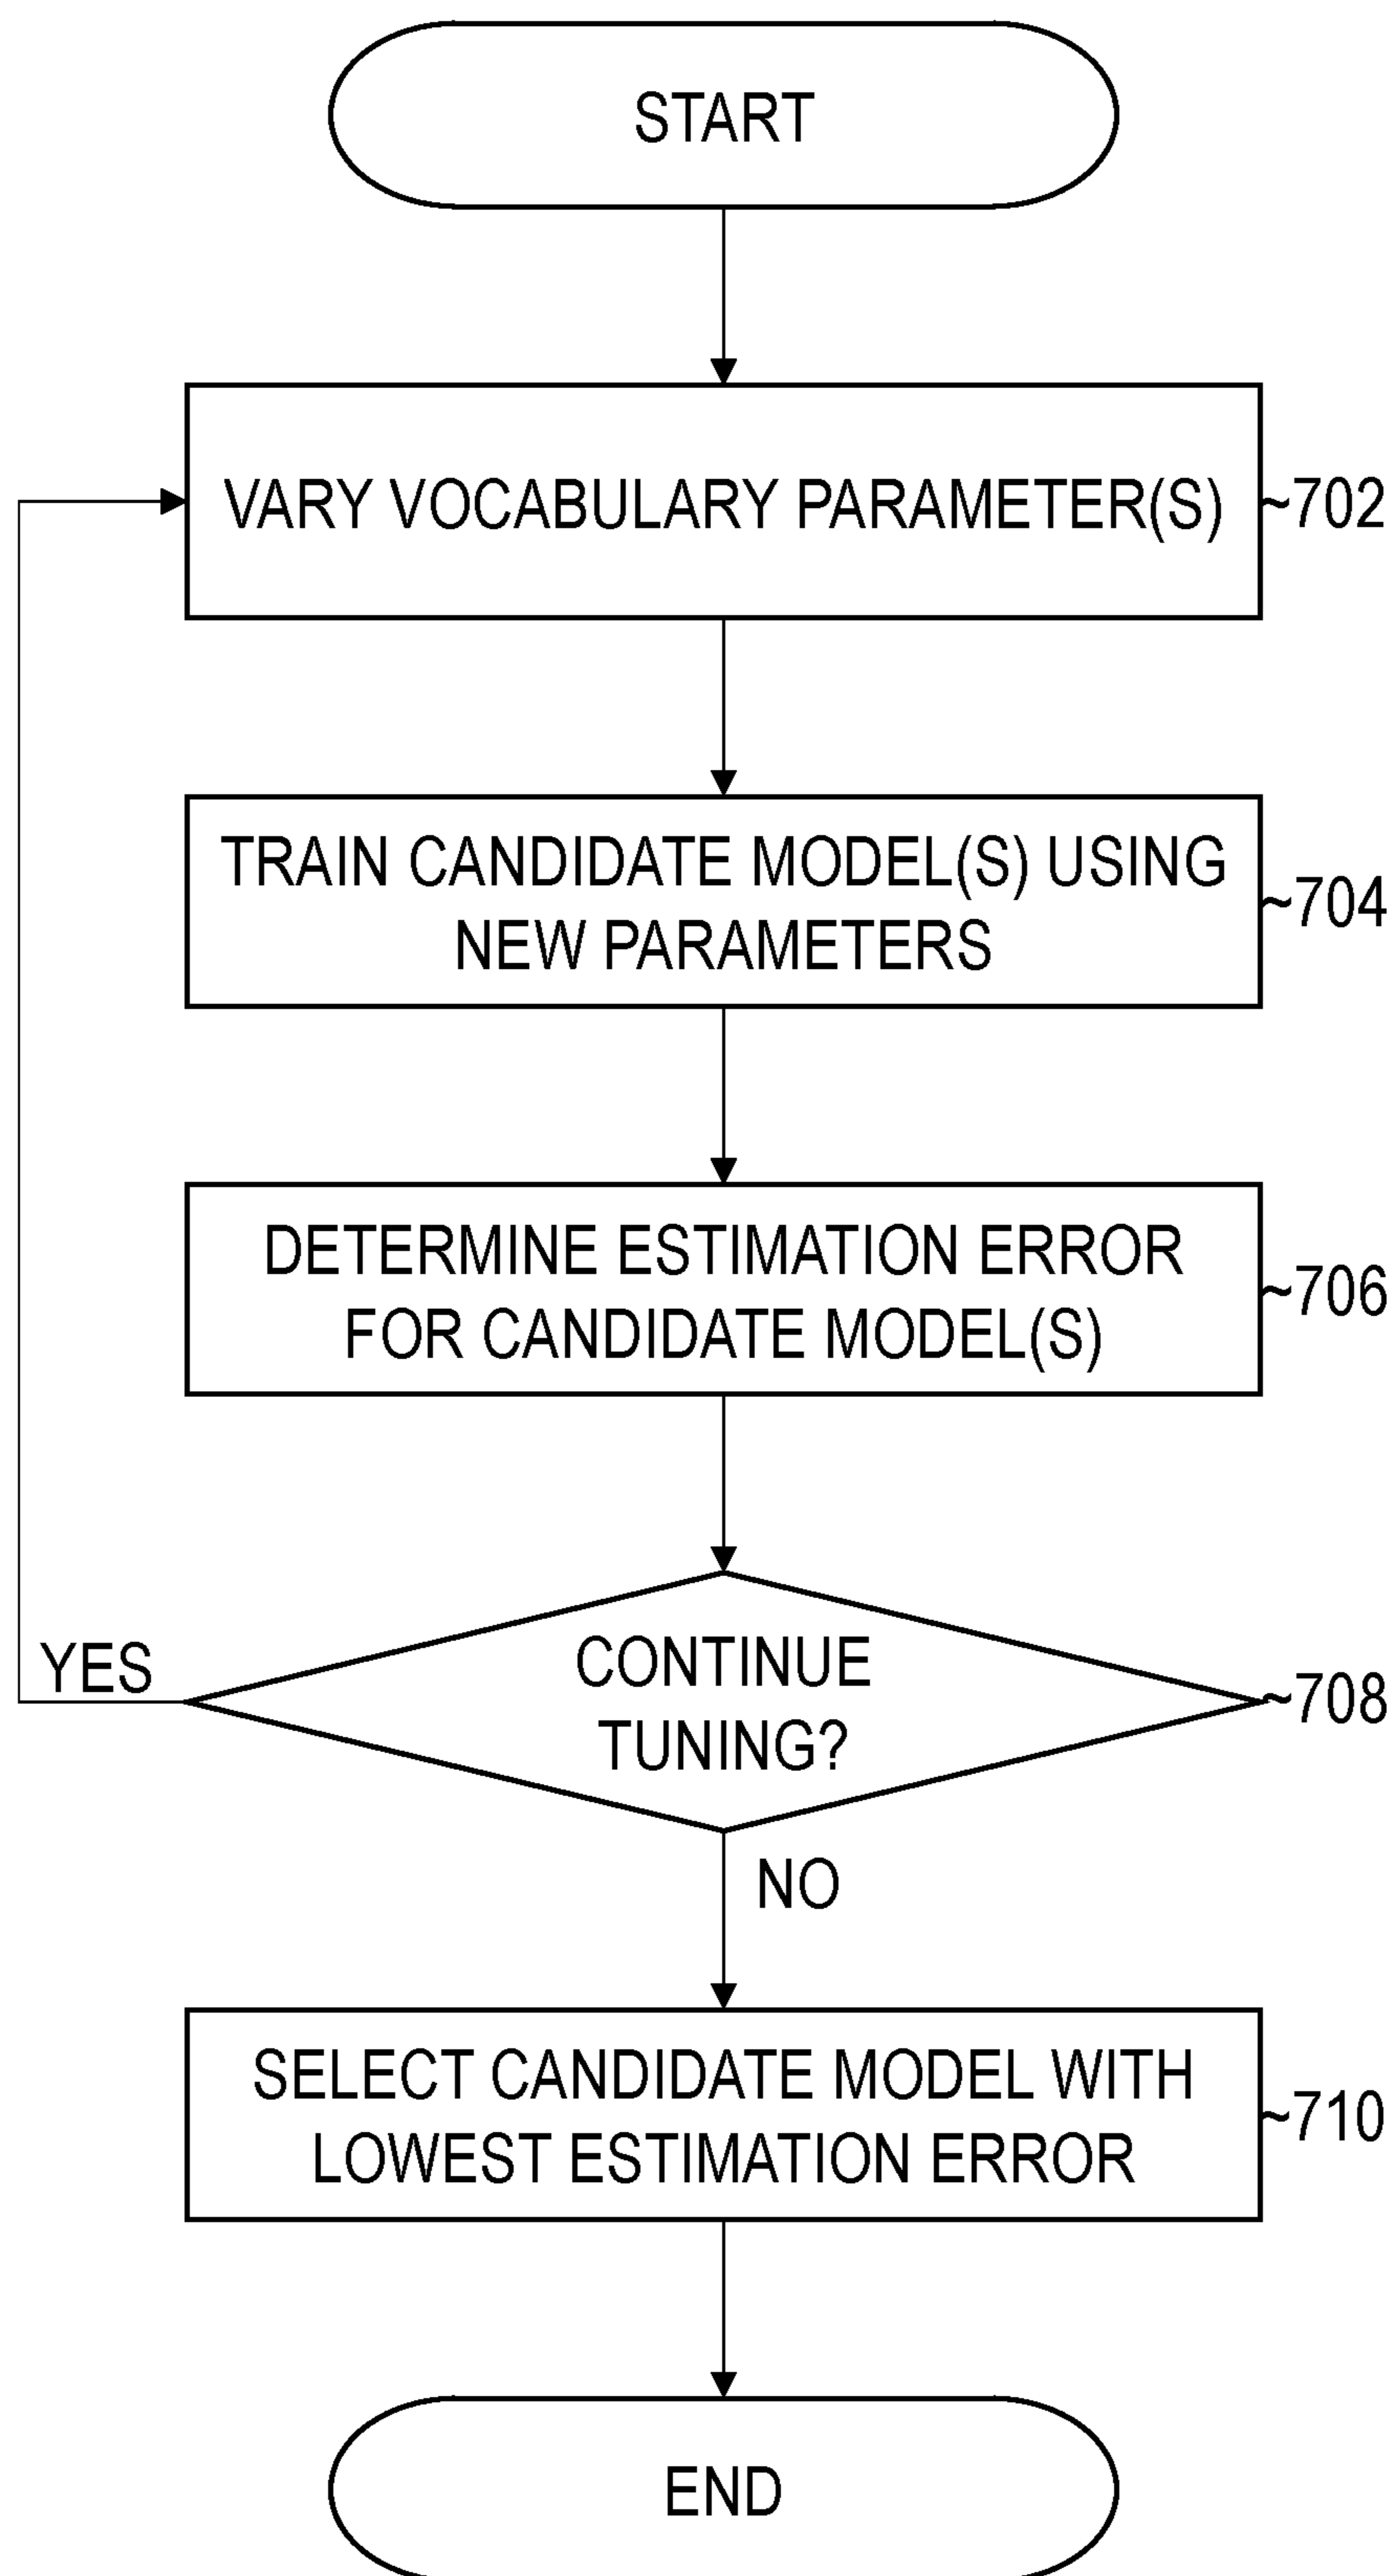 START
VARY VOCABULARY PARAMETER(S)
~702
TRAIN CANDIDATE MODEL(S) USING
NEW PARAMETERS
~704
DETERMINE ESTIMATION ERROR
FOR CANDIDATE MODEL(S)
~706
CONTINUE
TUNING?
~708
YES
NO
SELECT CANDIDATE MODEL WITH
LOWEST ESTIMATION ERROR
~710
END